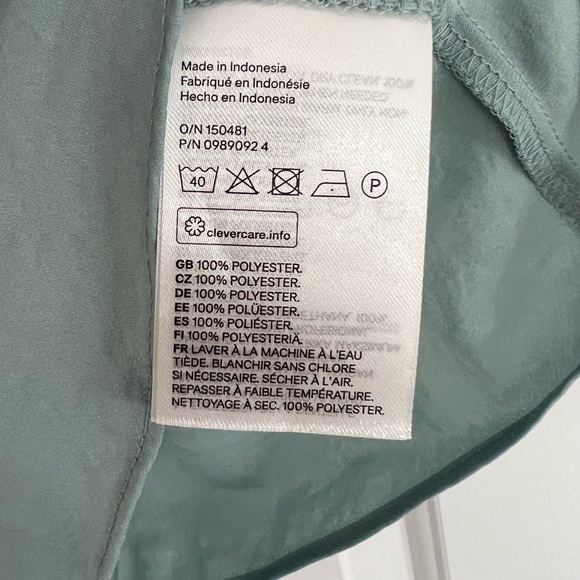 Made in Indonesia
Fabriqué en Indonésie
Hecho en Indonesia
O/N 150481
P/N 0989092 4
40 P
clevercare.info
GB 100% POLYESTER.
CZ 100% POLYESTER.
DE 100% POLYESTER.
EE 100% POLÜESTER.
ES 100% POLIÉSTER.
FI 100% POLYESTERIÄ.
FR LAVER À LA MACHINE À L'EAU
TIÈDE. BLANCHIR SANS CHLORE
SI NÉCESSAIRE. SÉCHER À L'AIR.
REPASSER À FAIBLE TEMPÉRATURE.
NETTOYAGE À SEC. 100% POLYESTER.